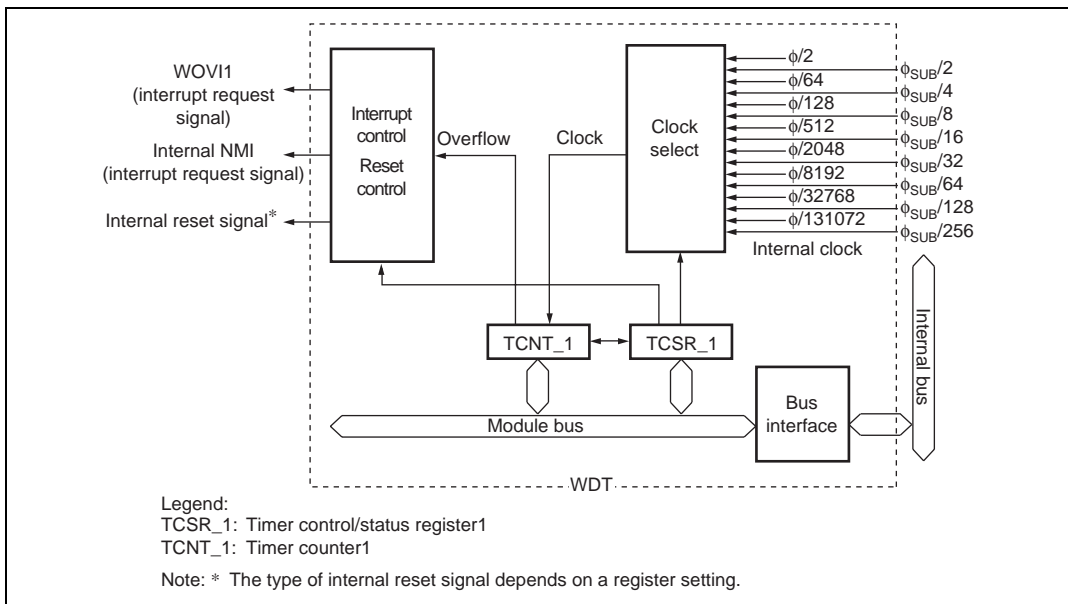 WOVI1
(interrupt request
signal)
Internal NMI
(interrupt request signal)
Internal reset signal*
Interrupt
control
Reset
control
Overflow
Clock
Clock
select
φ/2
φ/64
φ/128
φ/512
φ/2048
φ/8192
φ/32768
φ/131072
Internal clock
φSUB/2
φSUB/4
φSUB/8
φSUB/16
φSUB/32
φSUB/64
φSUB/128
φSUB/256
TCNT_1
TCSR_1
Module bus
Bus
interface
Internal bus
WDT
Legend:
TCSR_1: Timer control/status register1
TCNT_1: Timer counter1
Note: * The type of internal reset signal depends on a register setting.